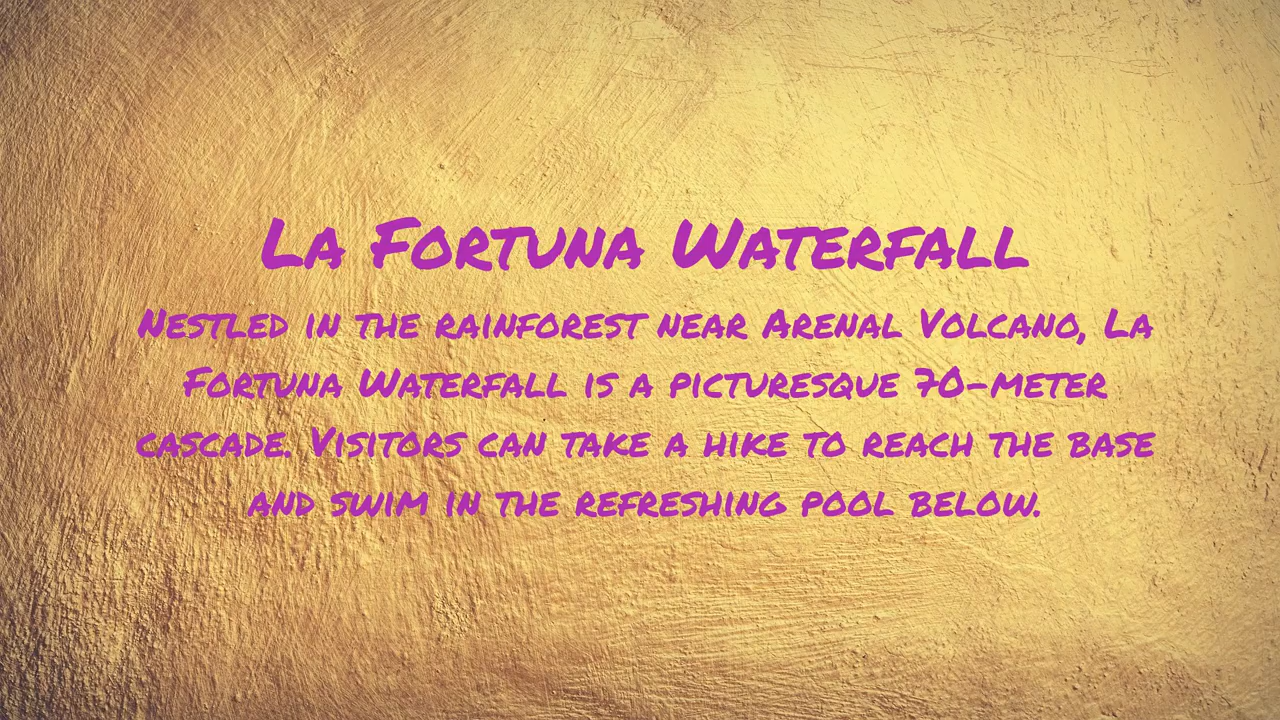 La Fortuna Waterfall
Nestled in the rainforest near Arenal Volcano, La
Fortuna Waterfall is a picturesque 70-meter
cascade. Visitors can take a hike to reach the base
and swim in the refreshing pool below.